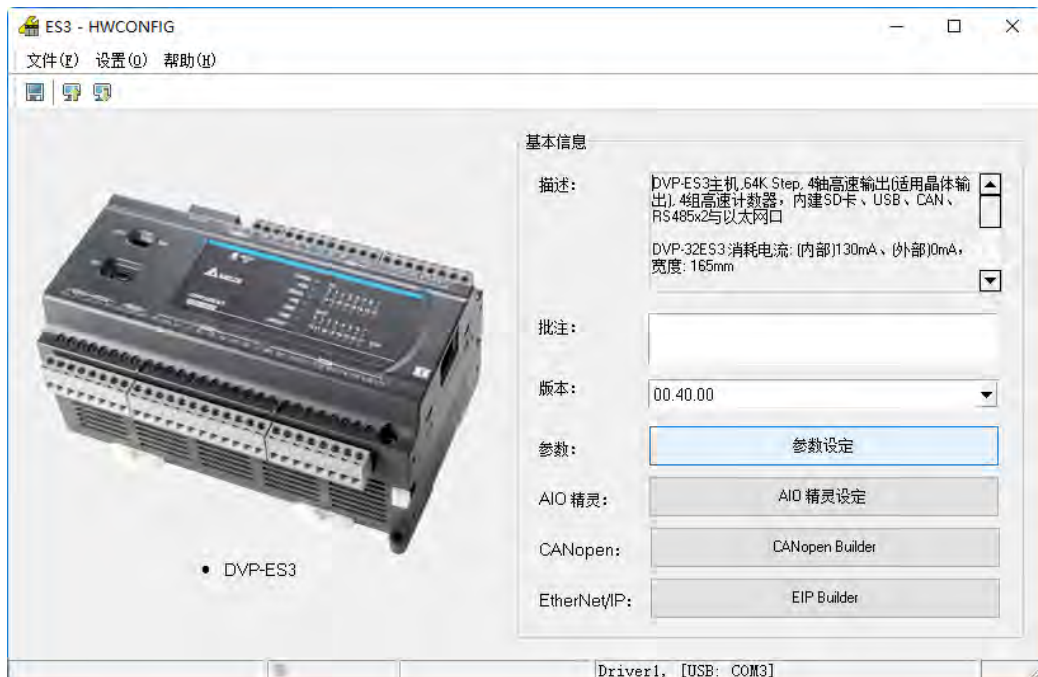 ES3 - HWCONFIG
文件(F) 设置(O) 帮助(H)
基本信息
描述:
DVP-ES3主机,64K Step, 4轴高速输出(适用晶体输
出), 4组高速计数器，内建SD卡、USB、CAN、
RS485x2与以太网口
DVP-32ES3 消耗电流: (内部)130mA、(外部)0mA，
宽度: 165mm
批注:
版本:
00.40.00
参数:
参数设定
AIO 精灵:
AIO 精灵设定
CANopen:
CANopen Builder
EtherNet/IP:
EIP Builder
• DVP-ES3
Driver1, [USB: COM3]